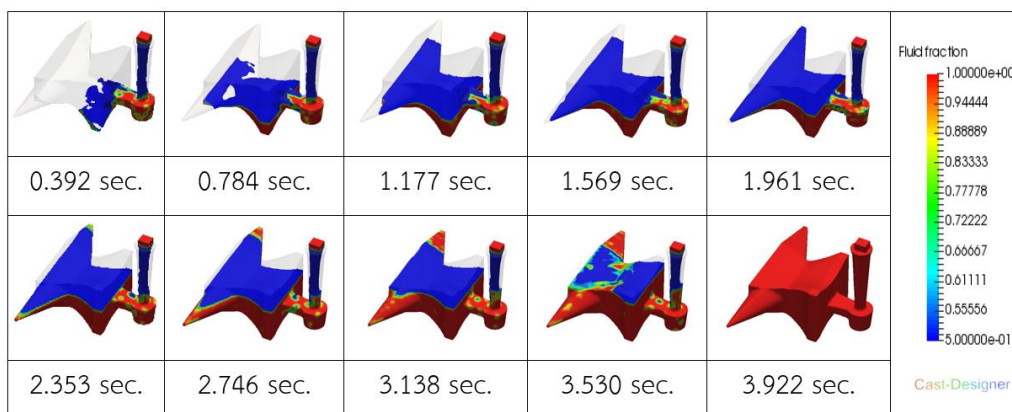 0.392 sec.
0.784 sec.
1.177 sec.
1.569 sec.
1.961 sec.
2.353 sec.
2.746 sec.
3.138 sec.
3.530 sec.
3.922 sec.
Fluid fraction
1.00000e+00
0.94444
0.88889
0.83333
0.77778
0.72222
0.66667
0.61111
0.55556
5.00000e-01
Cast-Designer